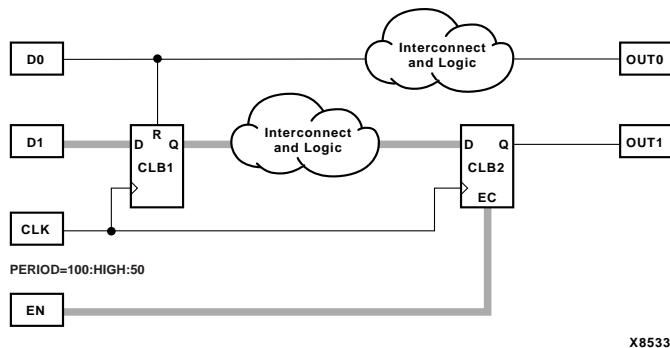 Interconnect
and Logic
D0
OUT0
R
D1
D
Q
CLB1
Interconnect
and Logic
D
Q
CLB2
EC
OUT1
CLK
PERIOD=100:HIGH:50
EN
X8533